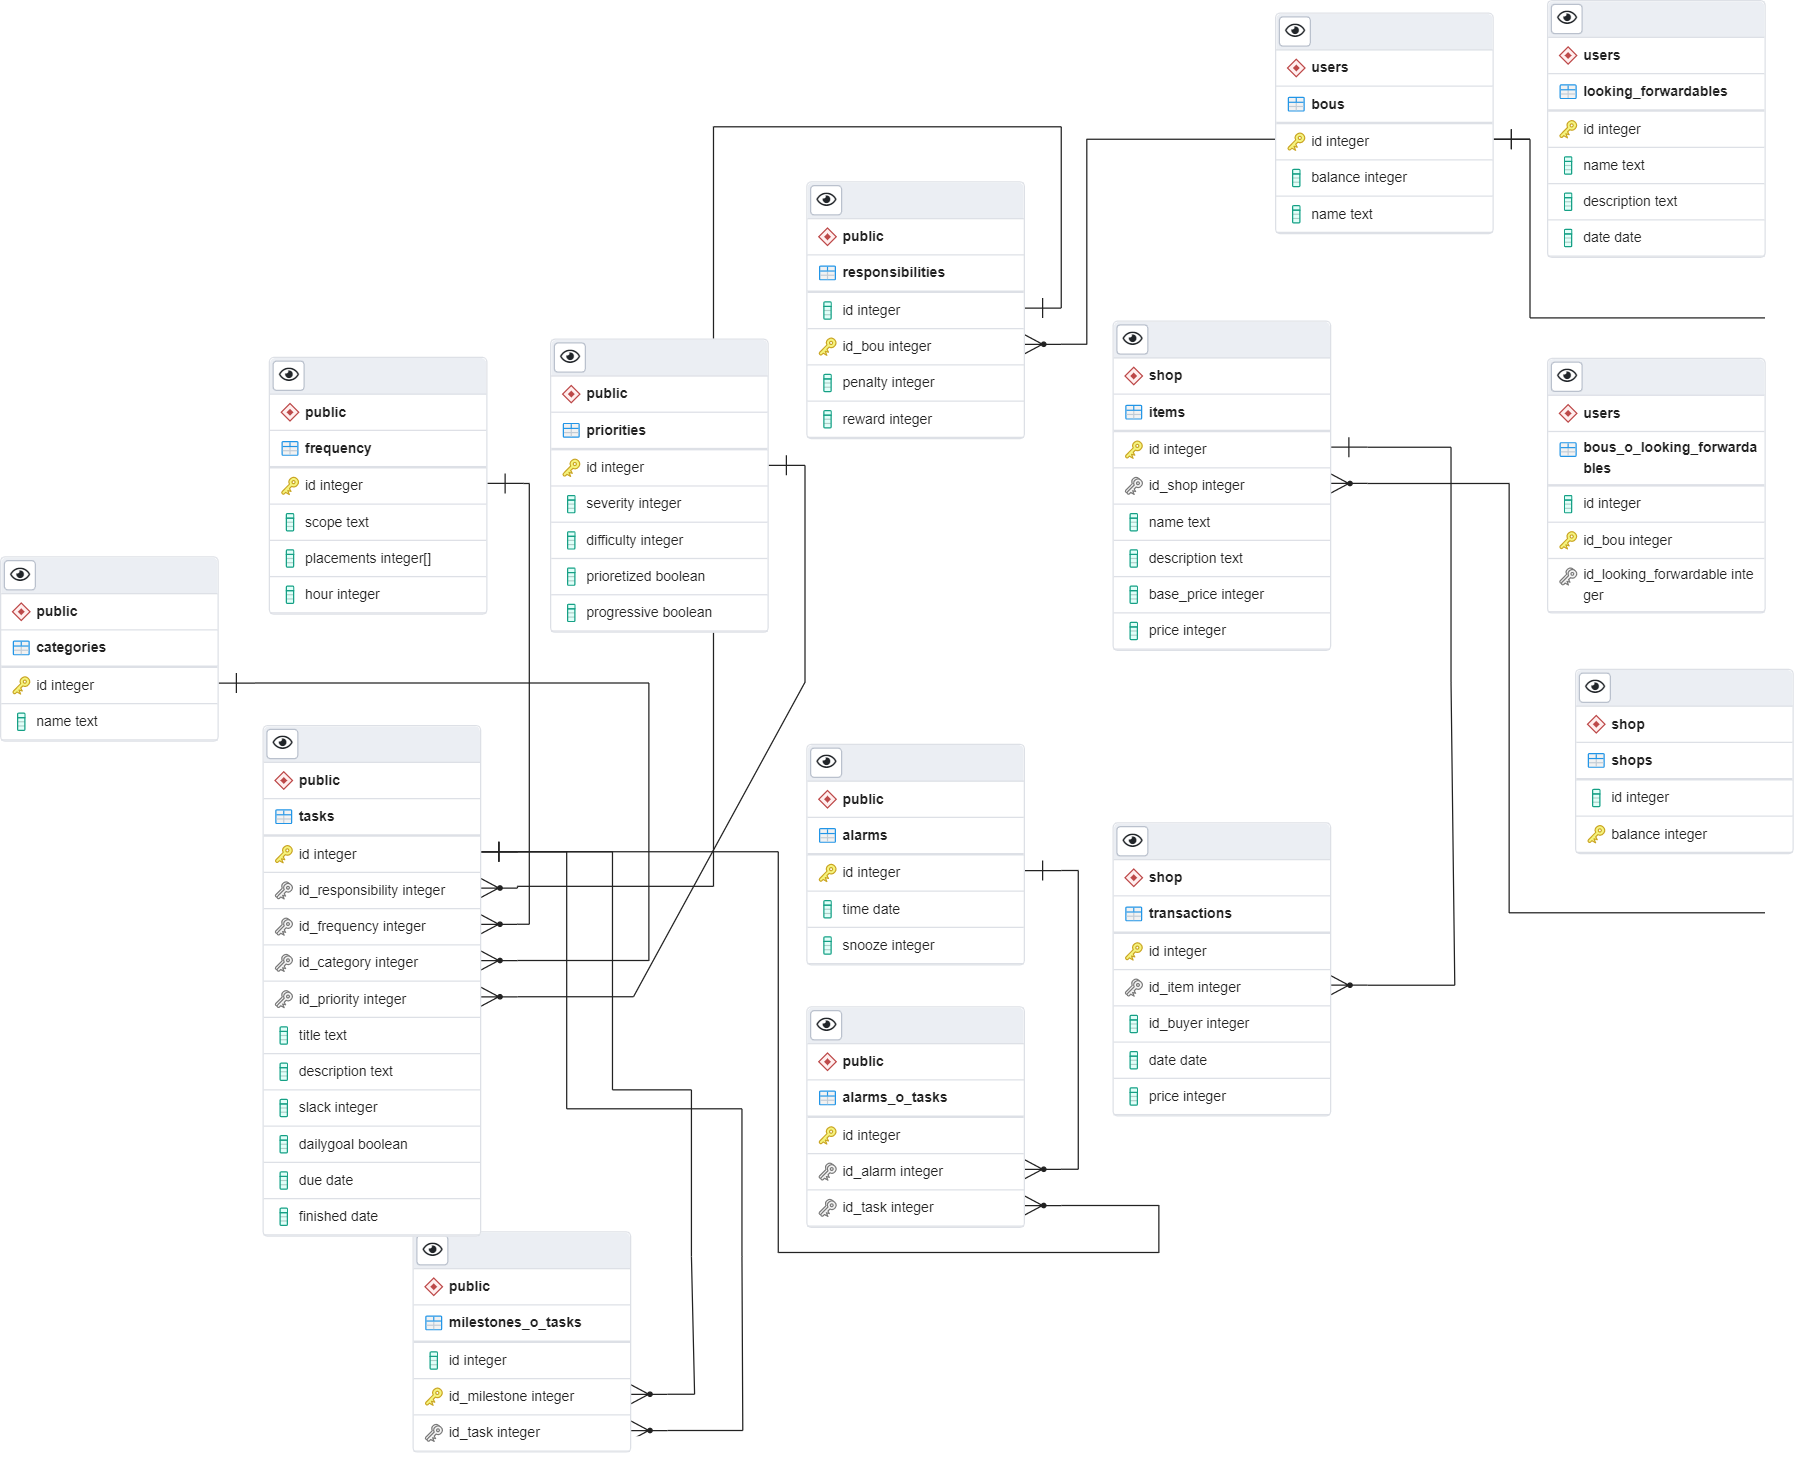 users
bous
id integer
balance integer
name text
users
looking_forwardables
id integer
name text
description text
date date
public
responsibilities
id integer
id_bou integer
penalty integer
reward integer
shop
items
id integer
id_shop integer
name text
description text
base_price integer
price integer
users
bous_o_looking_forwarda
bles
id integer
id_bou integer
id_looking_forwardable inte
ger
public
frequency
id integer
scope text
placements integer[]
hour integer
public
priorities
id integer
severity integer
difficulty integer
prioretized boolean
progressive boolean
public
categories
id integer
name text
shop
shops
id integer
balance integer
public
tasks
id integer
id_responsibility integer
id_frequency integer
id_category integer
id_priority integer
title text
description text
slack integer
dailygoal boolean
due date
finished date
public
alarms
id integer
time date
snooze integer
shop
transactions
id integer
id_item integer
id_buyer integer
date date
price integer
public
alarms_o_tasks
id integer
id_alarm integer
id_task integer
public
milestones_o_tasks
id integer
id_milestone integer
id_task integer